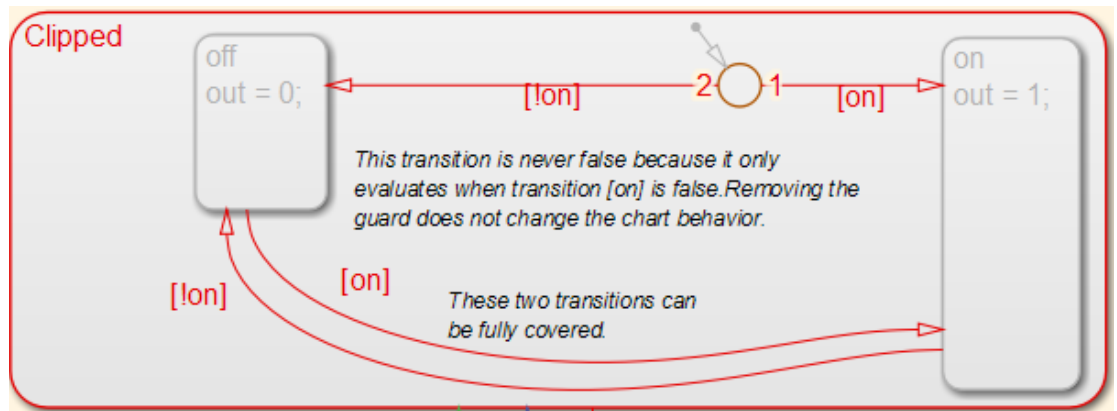 Clipped
off
out = 0;
[!on]
2
1
[on]
on
out = 1;
This transition is never false because it only
evaluates when transition [on] is false.Removing the
guard does not change the chart behavior.
[!on]
[on]
These two transitions can
be fully covered.